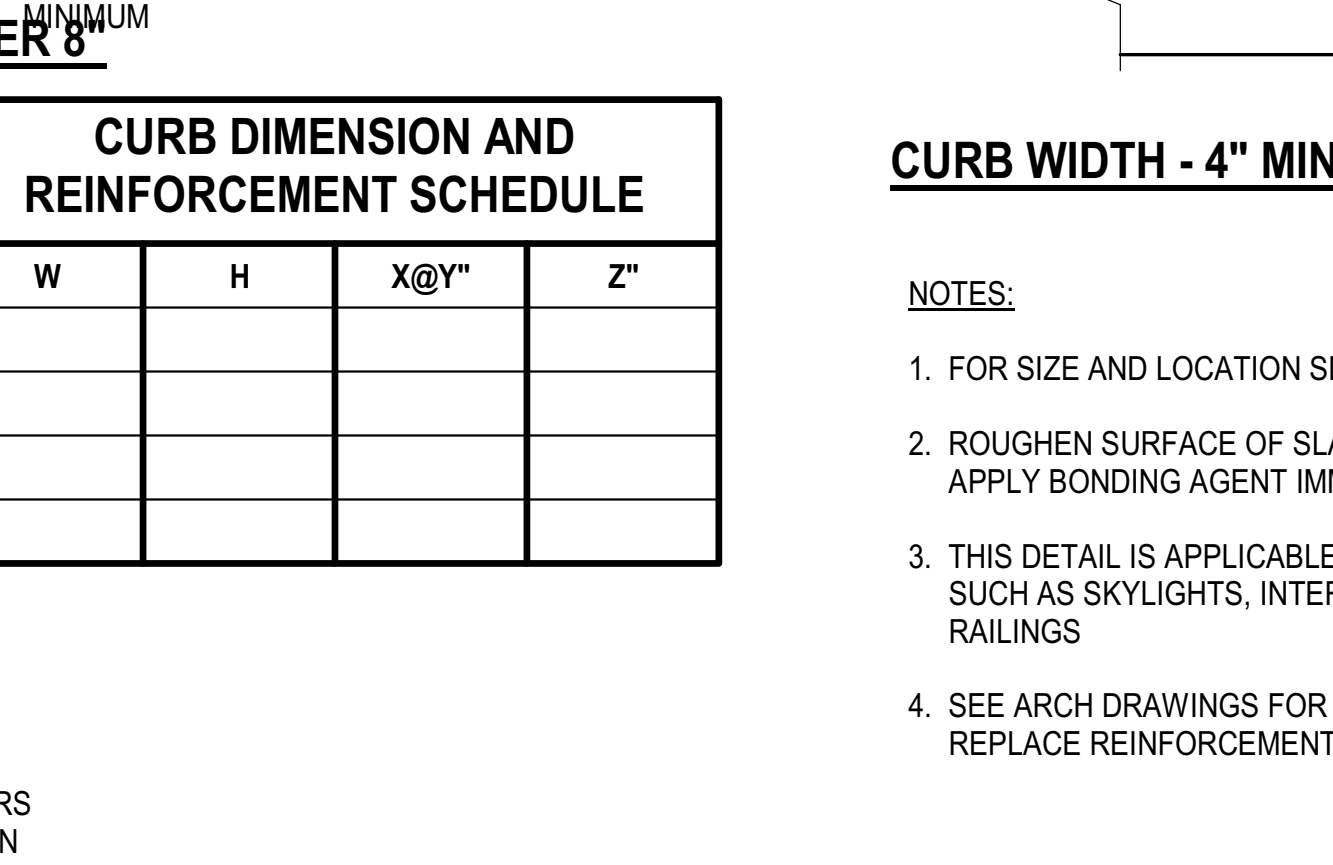 MINIMUM
ER 8"
CURB DIMENSION AND
REINFORCEMENT SCHEDULE
W H X@Y" Z"
RS
N
CURB WIDTH - 4" MIN
NOTES:
1. FOR SIZE AND LOCATION S
2. ROUGHEN SURFACE OF SLA
APPLY BONDING AGENT IMM
3. THIS DETAIL IS APPLICABLE
SUCH AS SKYLIGHTS, INTER
RAILINGS
4. SEE ARCH DRAWINGS FOR
REPLACE REINFORCEMENT